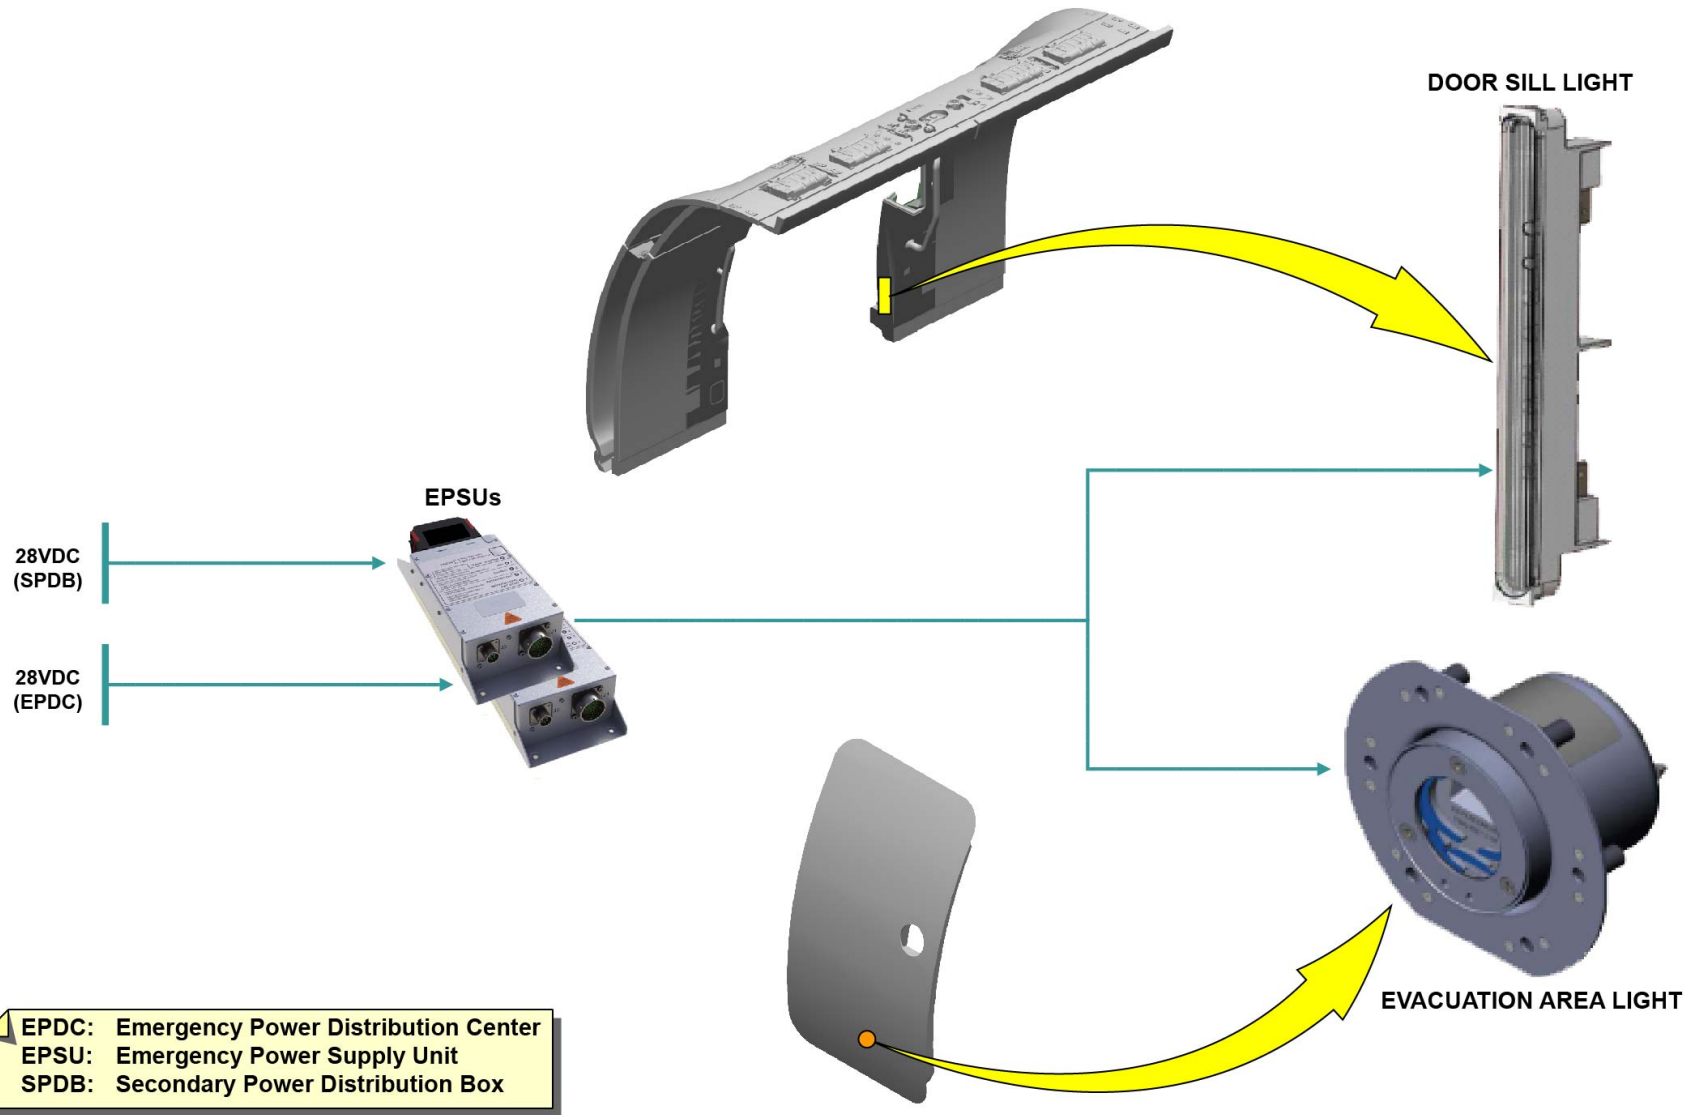 DOOR SILL LIGHT
EPSUs
28VDC
(SPDB)
28VDC
(EPDC)
EVACUATION AREA LIGHT
EPDC: Emergency Power Distribution Center
EPSU: Emergency Power Supply Unit
SPDB: Secondary Power Distribution Box